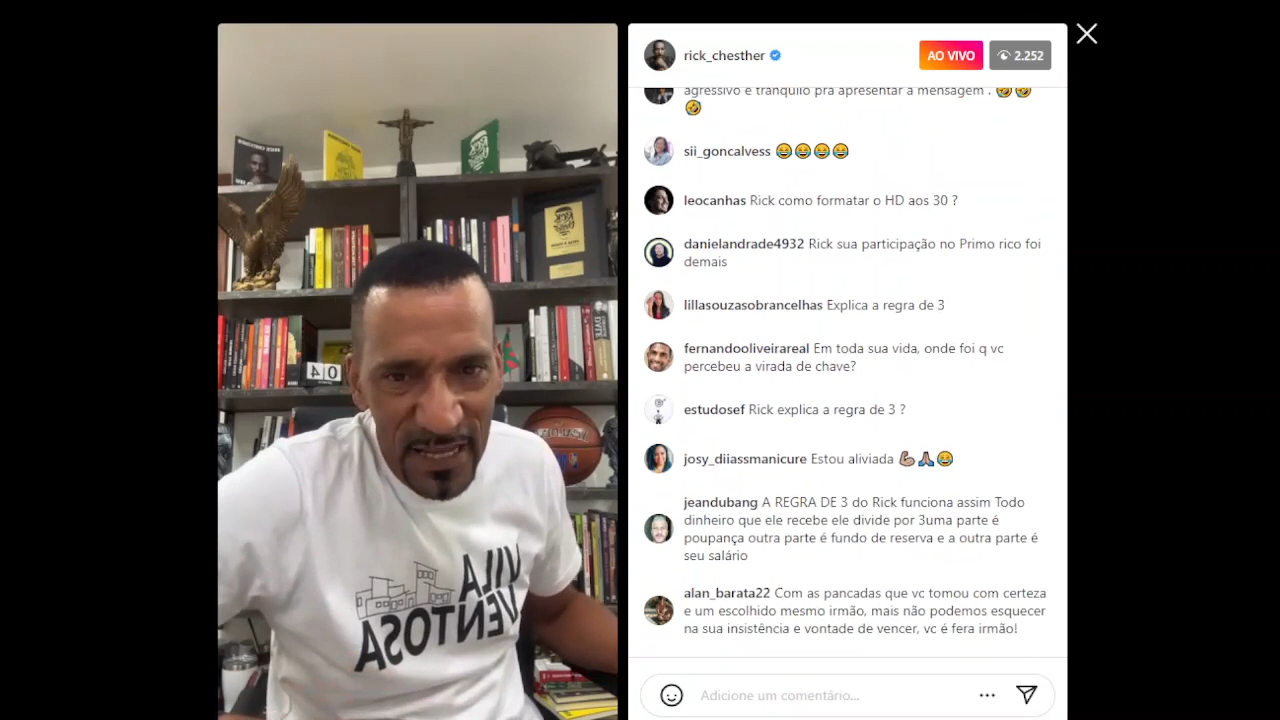 rick_chesther
AO VIVO
2.252
agressivo e tranquilo pra apresentar a mensagem . 🤣🤣
🤣
sii_goncalvess 😂😂😂😂
leocanhas Rick como formatar o HD aos 30 ?
danielandrade4932 Rick sua participação no Primo rico foi
demais
lillasouzasobrancelhas Explica a regra de 3
fernandooliveirareal Em toda sua vida, onde foi q vc
percebeu a virada de chave?
estudosef Rick explica a regra de 3 ?
josy_diiassmanicure Estou aliviada 💪🏽🙏🏽😂
jeandubang A REGRA DE 3 do Rick funciona assim Todo
dinheiro que ele recebe ele divide por 3uma parte é
poupança outra parte é fundo de reserva e a outra parte é
seu salário
alan_barata22 Com as pancadas que vc tomou com certeza
e um escolhido mesmo irmão, mais não podemos esquecer
na sua insistência e vontade de vencer, vc é fera irmão!
Adicione um comentário...
VILA
VENTOSA
04